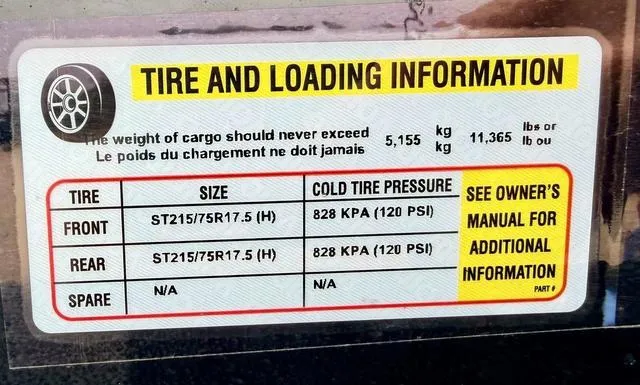 TIRE AND LOADING INFORMATION
The weight of cargo should never exceed 5,155 kg 11,365 lbs or
Le poids du chargement ne doit jamais kg lb ou
TIRE SIZE COLD TIRE PRESSURE
FRONT ST215/75R17.5 (H) 828 KPA (120 PSI)
REAR ST215/75R17.5 (H) 828 KPA (120 PSI)
SPARE N/A N/A
SEE OWNER'S
MANUAL FOR
ADDITIONAL
INFORMATION
PART #